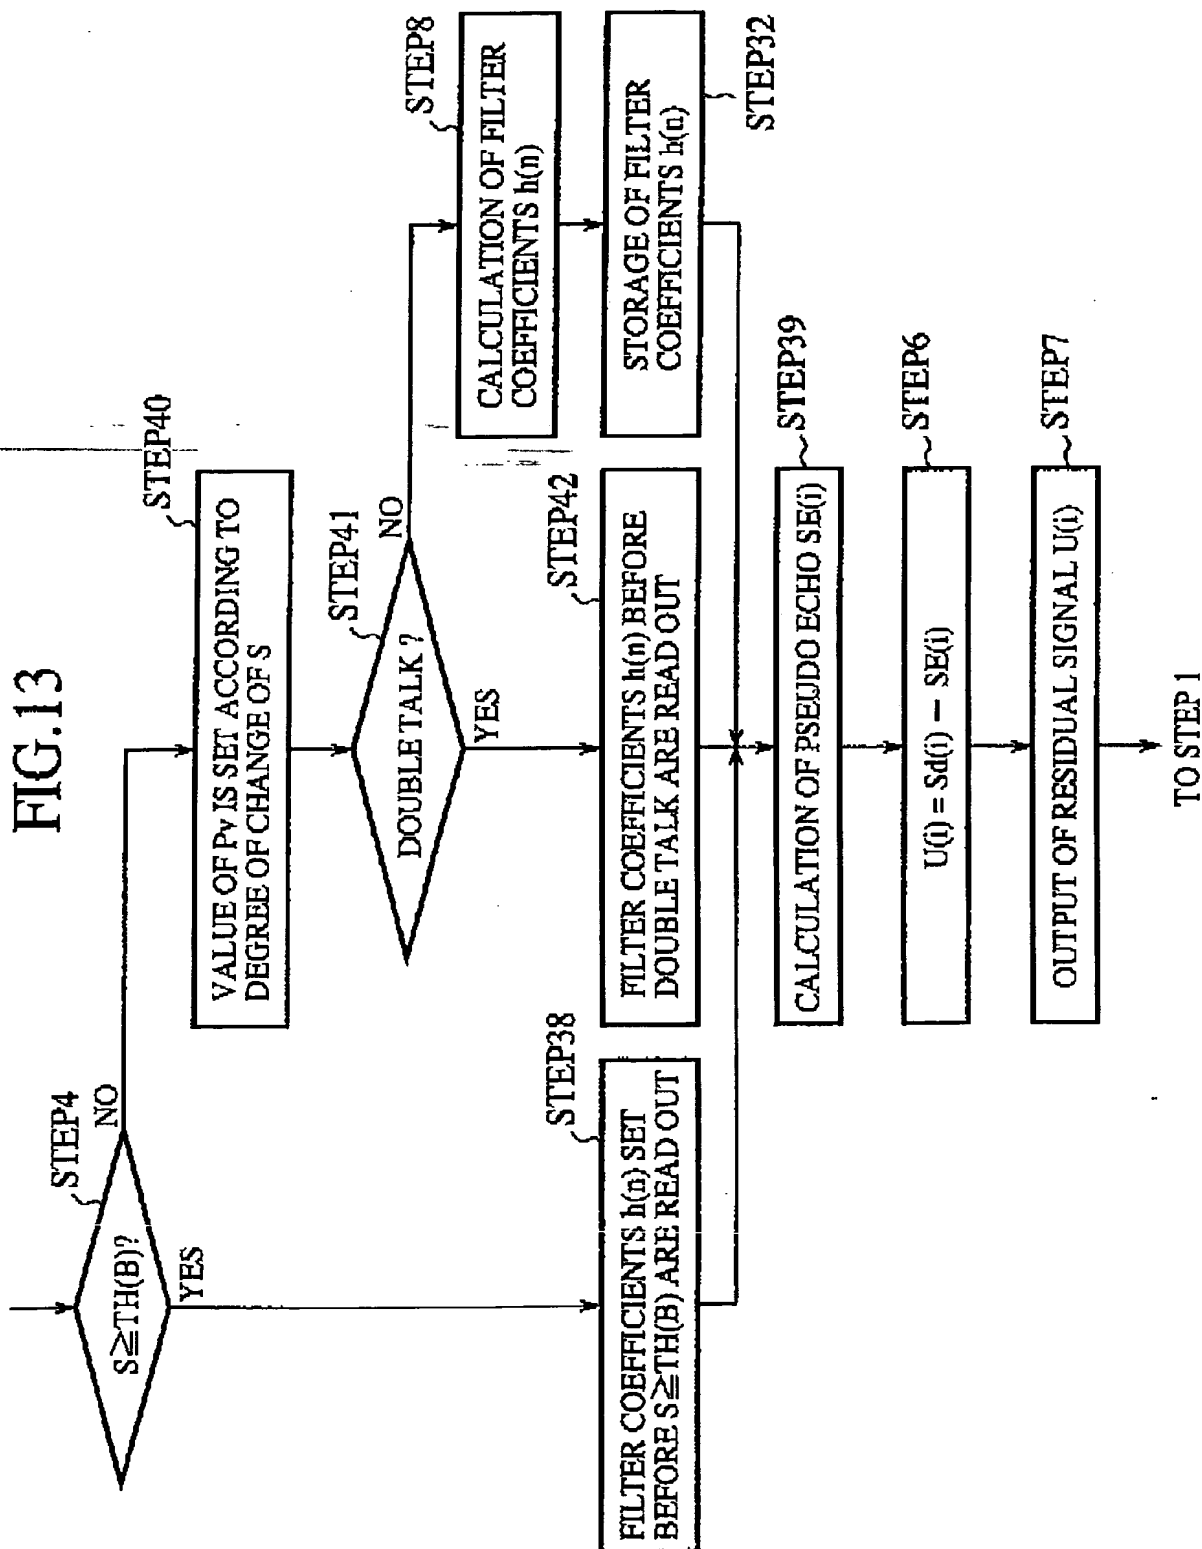 FIG.13
STEP4
S≧TH(B)?
NO
YES
STEP40
VALUE OF Pv IS SET ACCORDING TO
DEGREE OF CHANGE OF S
STEP41
DOUBLE TALK ?
NO
YES
STEP8
CALCULATION OF FILTER
COEFFICIENTS h(n)
STEP38
FILTER COEFFICIENTS h(n) SET
BEFORE S≧TH(B) ARE READ OUT
STEP42
FILTER COEFFICIENTS h(n) BEFORE
DOUBLE TALK ARE READ OUT
STORAGE OF FILTER
COEFFICIENTS h(n)
STEP32
CALCULATION OF PSEUDO ECHO SE(i)
STEP39
U(i) = Sd(i) − SE(i)
STEP6
OUTPUT OF RESIDUAL SIGNAL U(i)
STEP7
TO STEP 1